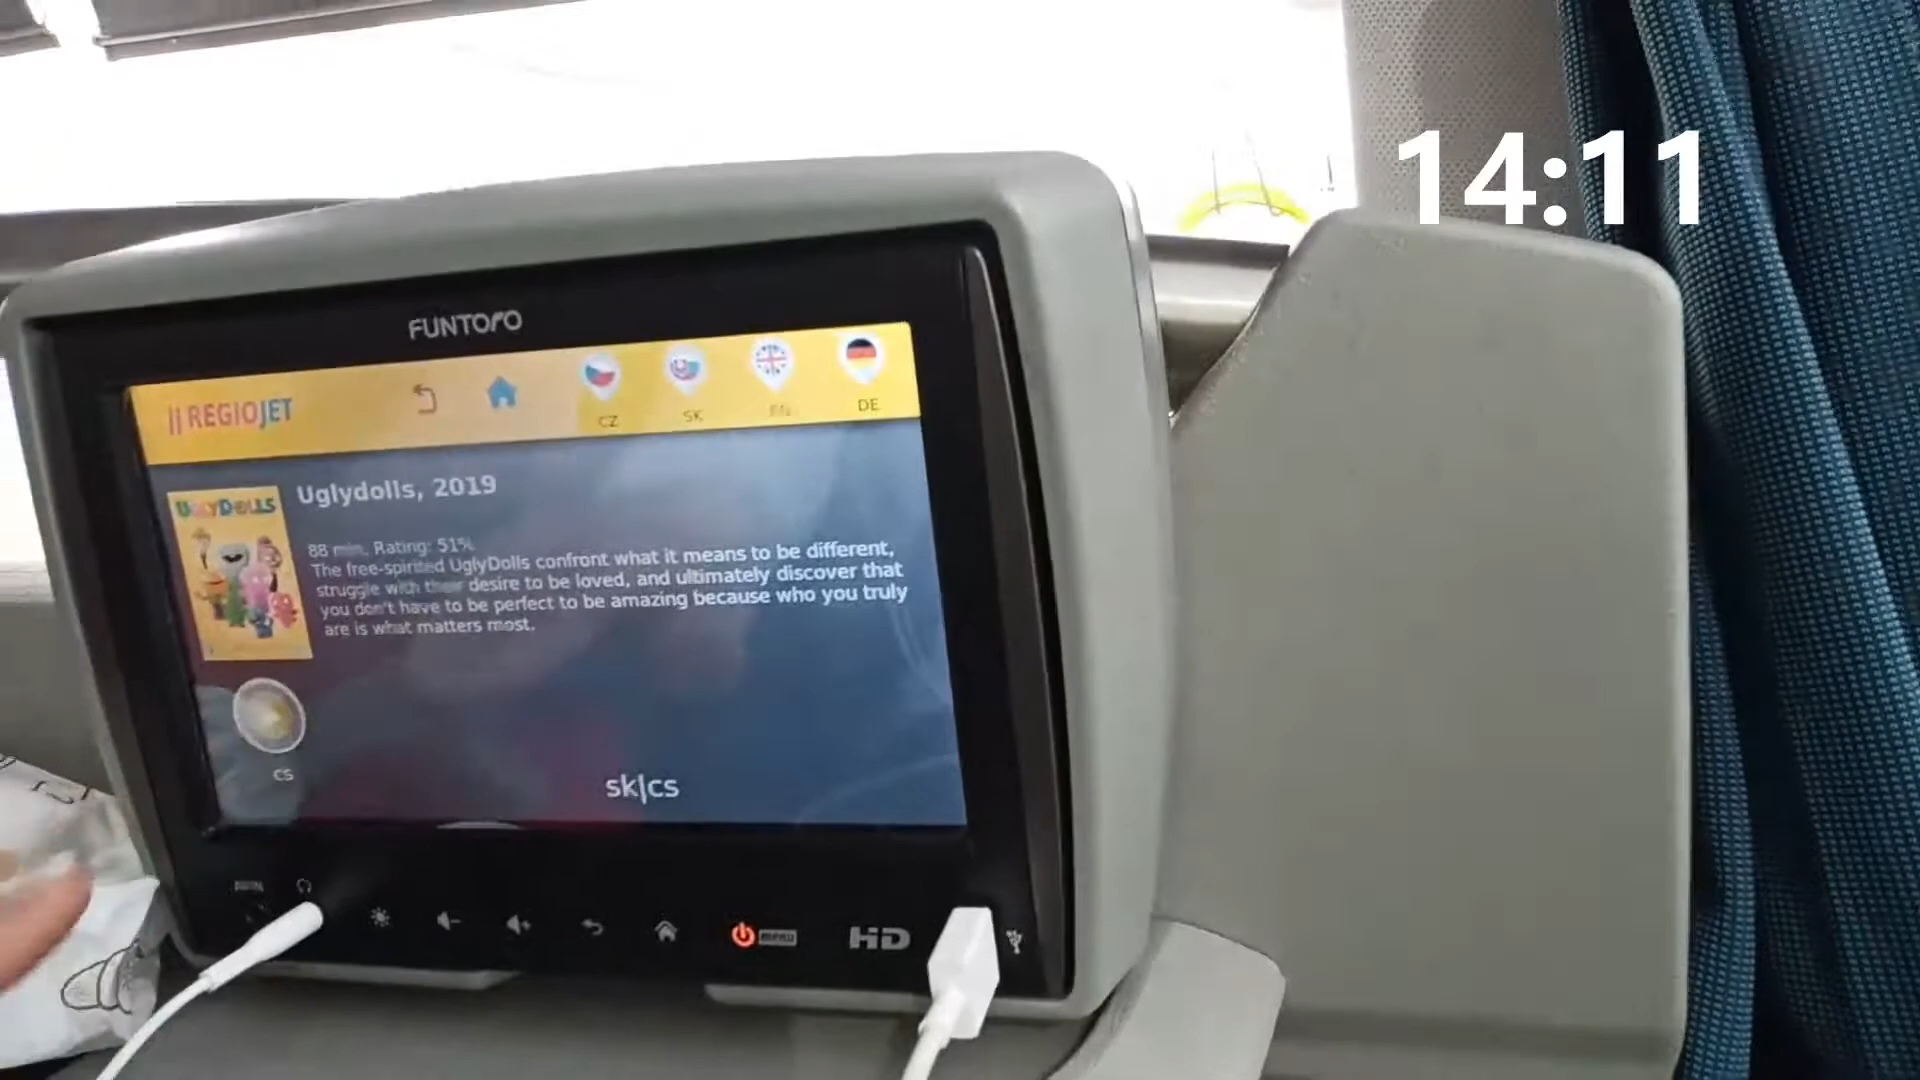 14:11
FUNTORO
REGIOJET
CZ
SK
EN
DE
UGLYDOLLS
Uglydolls, 2019
88 min, Rating: 51%
The free-spirited UglyDolls confront what it means to be different,
struggle with their desire to be loved, and ultimately discover that
you don't have to be perfect to be amazing because who you truly
are is what matters most.
cs
sk|cs
MENU
HD